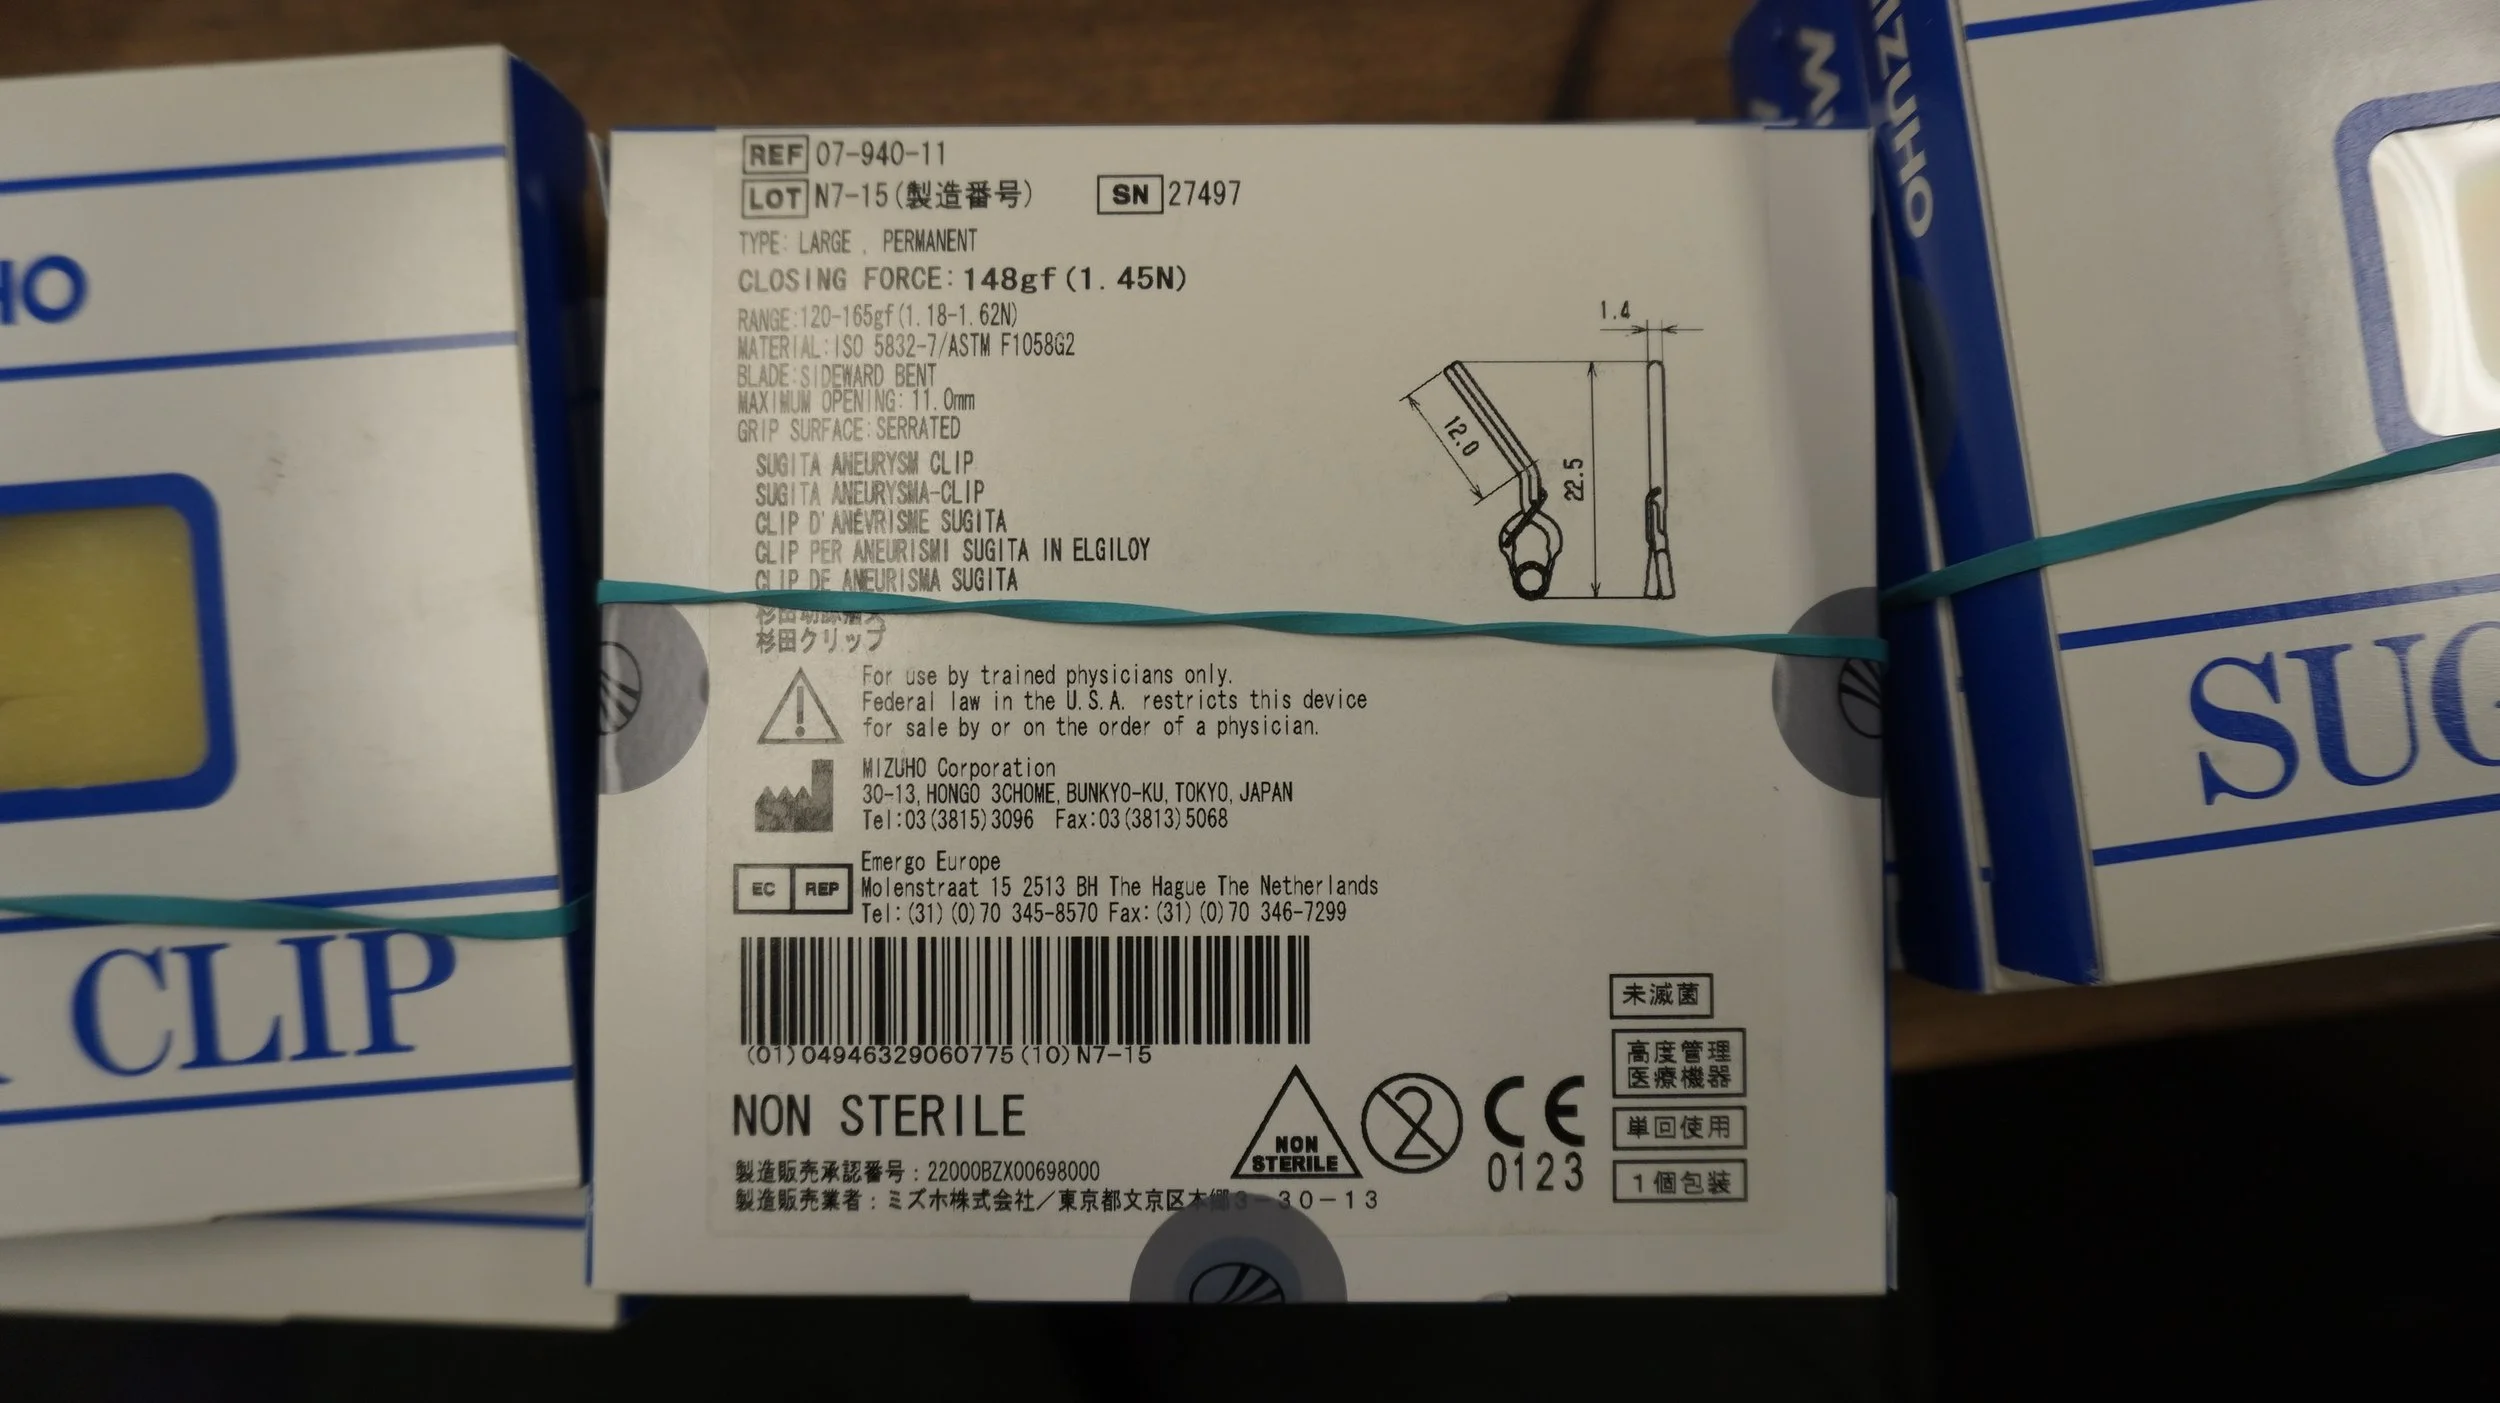 HO
CLIP
REF 07-940-11
LOT N7-15(製造番号) SN 27497
TYPE: LARGE , PERMANENT
CLOSING FORCE: 148gf(1.45N)
RANGE:120-165gf(1.18-1.62N)
MATERIAL:ISO 5832-7/ASTM F1058G2
BLADE:SIDEWARD BENT
MAXIMUM OPENING: 11.0mm
GRIP SURFACE:SERRATED
SUGITA ANEURYSM CLIP
SUGITA ANEURYSMA-CLIP
CLIP D'ANÉVRISME SUGITA
CLIP PER ANEURISMI SUGITA IN ELGILOY
CLIP DE ANEURISMA SUGITA
杉田クリップ
1.4
12.0
22.5
For use by trained physicians only.
Federal law in the U.S.A. restricts this device
for sale by or on the order of a physician.
MIZUHO Corporation
30-13, HONGO 3CHOME, BUNKYO-KU, TOKYO, JAPAN
Tel:03(3815)3096 Fax:03(3813)5068
EC REP
Emergo Europe
Molenstraat 15 2513 BH The Hague The Netherlands
Tel:(31)(0)70 345-8570 Fax:(31)(0)70 346-7299
(01)04946329060775(10)N7-15
NON STERILE
NON
STERILE
2
CE
0123
未滅菌
高度管理
医療機器
単回使用
1個包装
製造販売承認番号：22000BZX00698000
製造販売業者：ミズホ株式会社／東京都文京区本郷3-30-13
MIZUHO
SUG